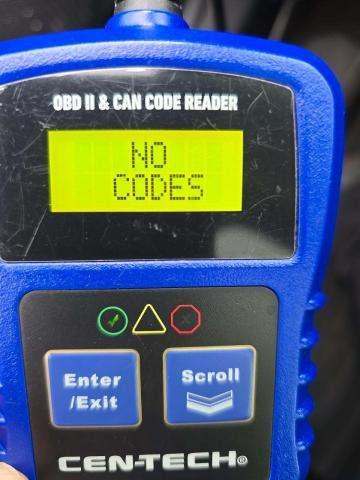 OBD II & CAN CODE READER
NO
CODES
Enter
/Exit
Scroll
CEN-TECH®